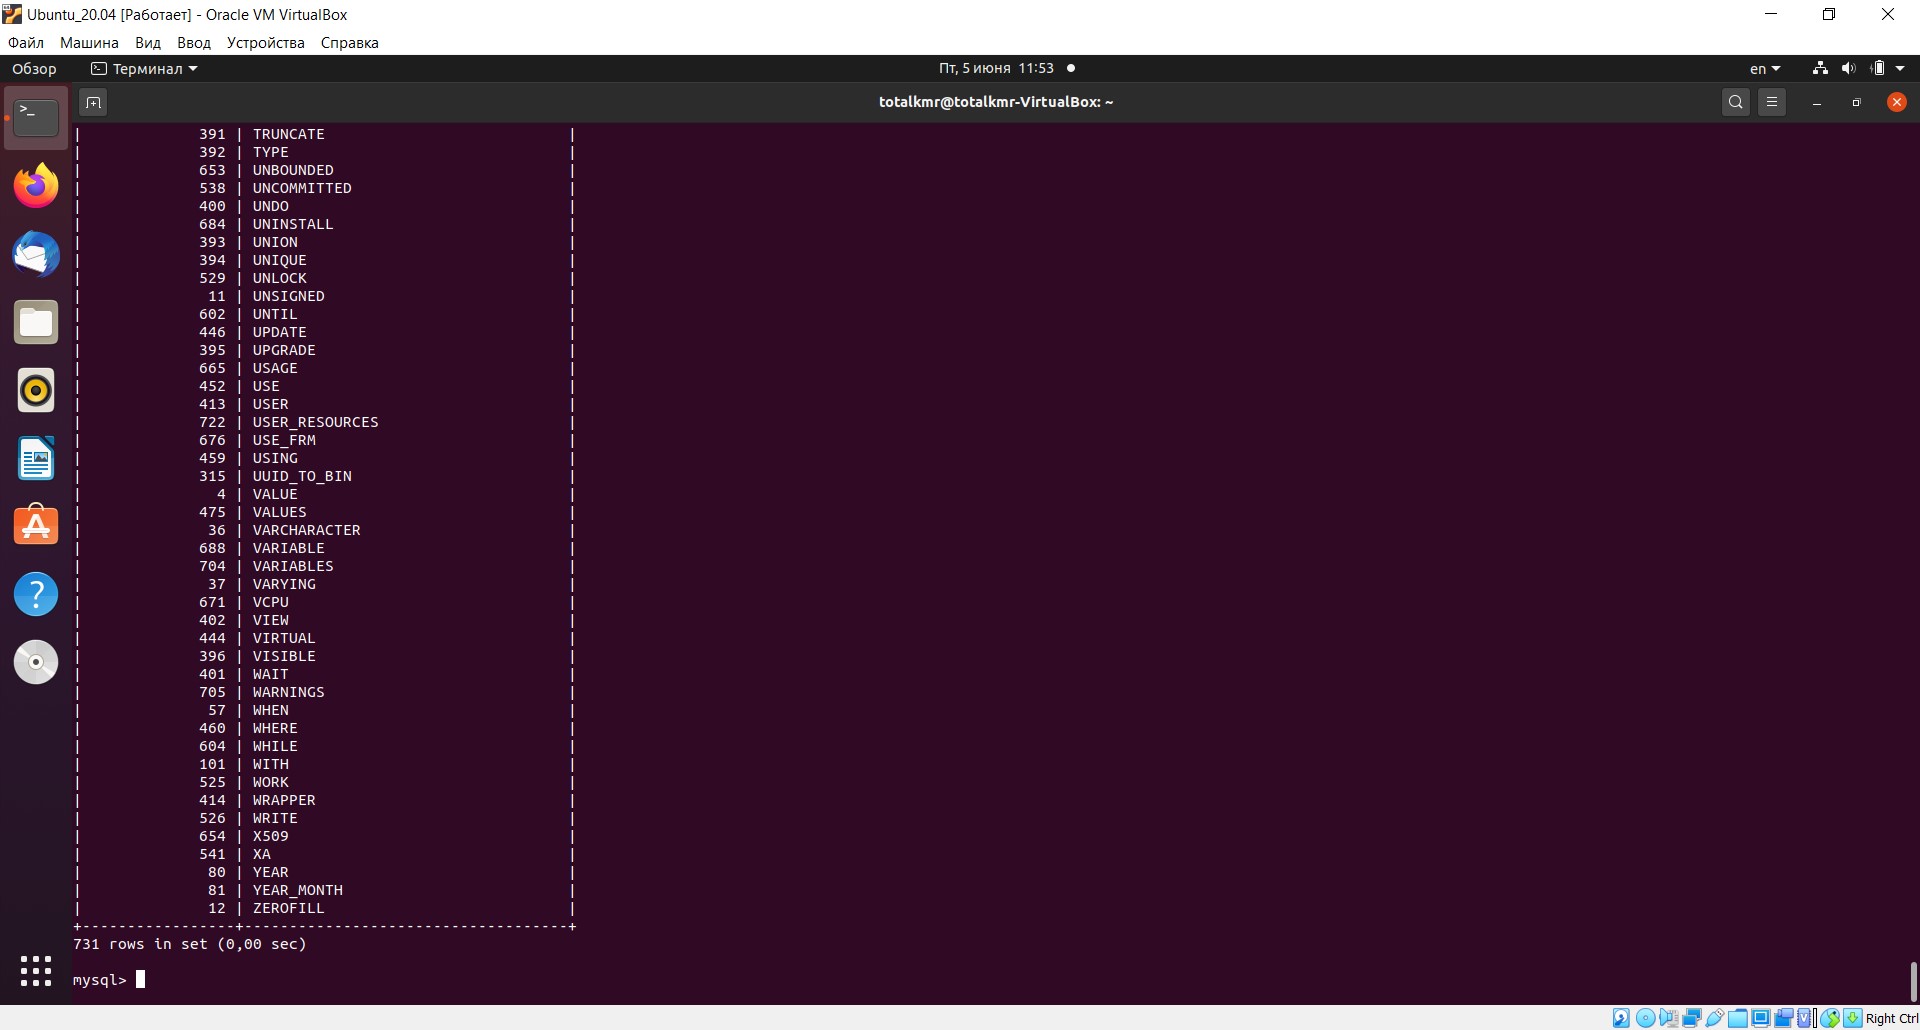 Ubuntu_20.04 [Работает] - Oracle VM VirtualBox
Файл Машина Вид Ввод Устройства Справка
Обзор Терминал Пт, 5 июня 11:53 en
totalkmr@totalkmr-VirtualBox: ~
| 391 | TRUNCATE |
| 392 | TYPE |
| 653 | UNBOUNDED |
| 538 | UNCOMMITTED |
| 400 | UNDO |
| 684 | UNINSTALL |
| 393 | UNION |
| 394 | UNIQUE |
| 529 | UNLOCK |
| 11 | UNSIGNED |
| 602 | UNTIL |
| 446 | UPDATE |
| 395 | UPGRADE |
| 665 | USAGE |
| 452 | USE |
| 413 | USER |
| 722 | USER_RESOURCES |
| 676 | USE_FRM |
| 459 | USING |
| 315 | UUID_TO_BIN |
| 4 | VALUE |
| 475 | VALUES |
| 36 | VARCHARACTER |
| 688 | VARIABLE |
| 704 | VARIABLES |
| 37 | VARYING |
| 671 | VCPU |
| 402 | VIEW |
| 444 | VIRTUAL |
| 396 | VISIBLE |
| 401 | WAIT |
| 705 | WARNINGS |
| 57 | WHEN |
| 460 | WHERE |
| 604 | WHILE |
| 101 | WITH |
| 525 | WORK |
| 414 | WRAPPER |
| 526 | WRITE |
| 654 | X509 |
| 541 | XA |
| 80 | YEAR |
| 81 | YEAR_MONTH |
| 12 | ZEROFILL |
+-----------------+------------------------------------+
731 rows in set (0,00 sec)
mysql>
Right Ctrl